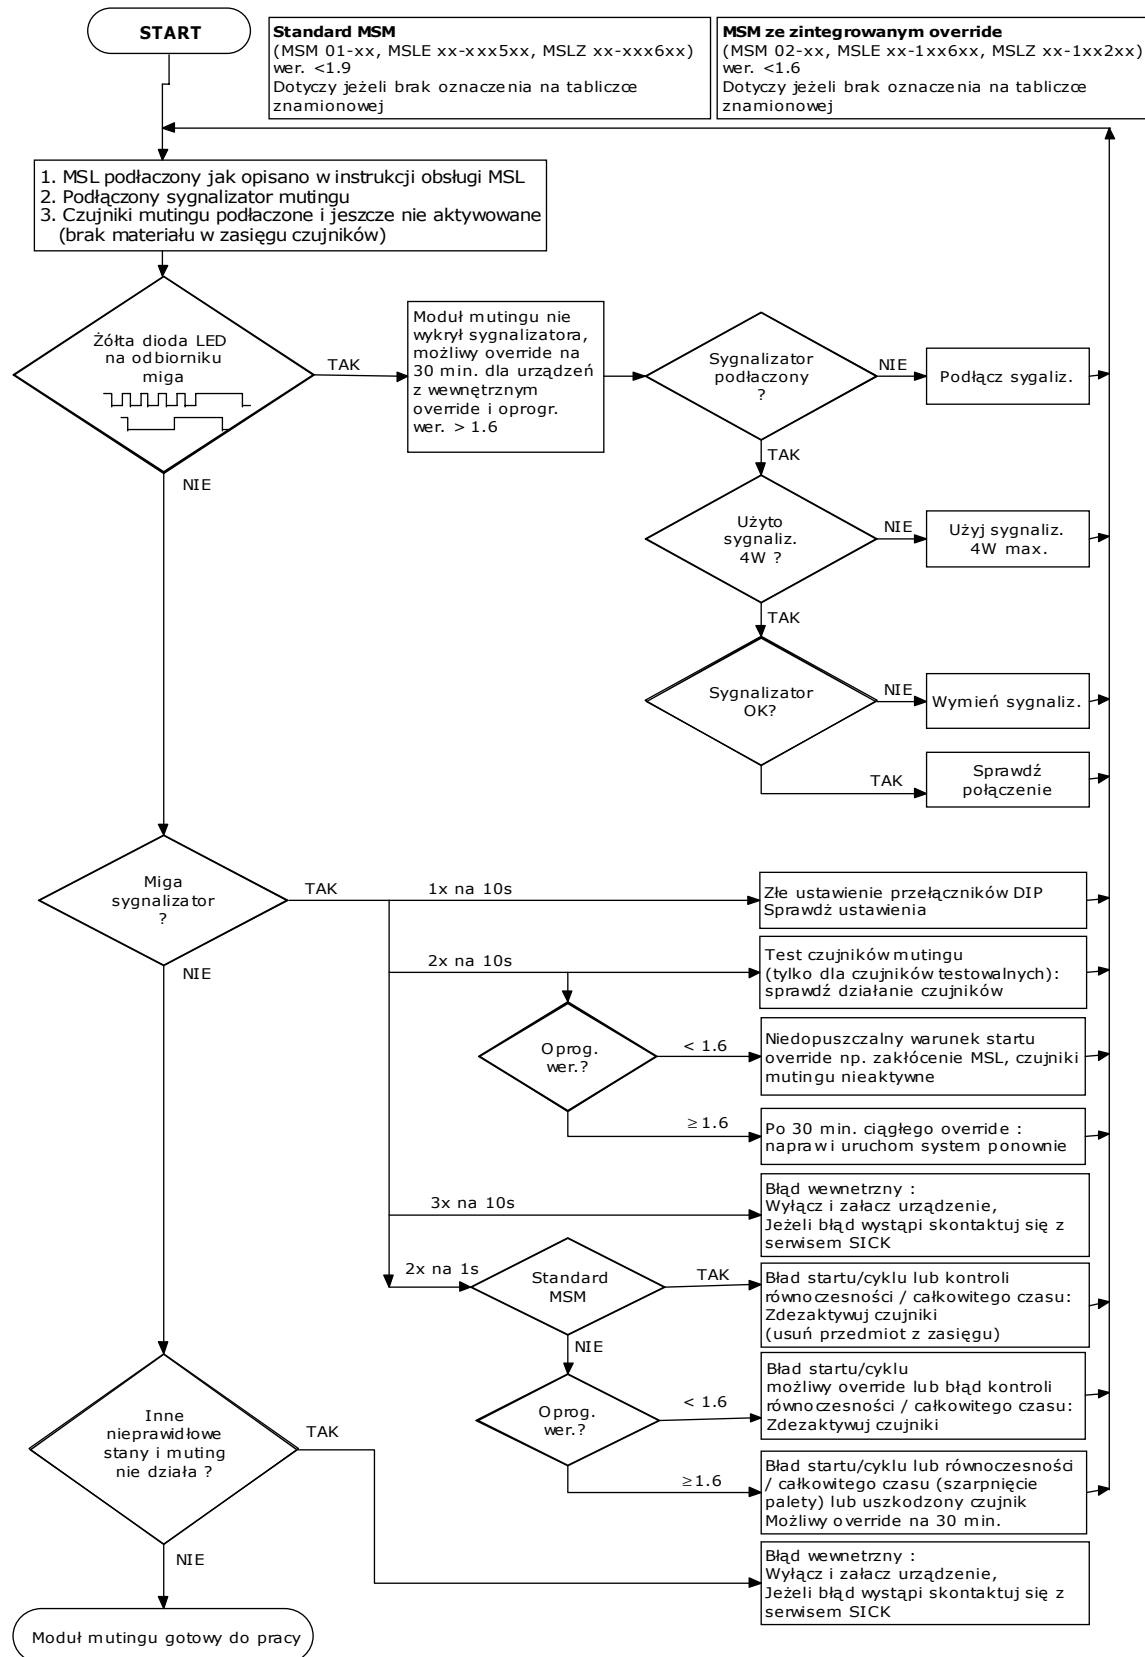 START
Standard MSM
(MSM 01-xx, MSLE xx-xxx5xx, MSLZ xx-xxx6xx)
wer. <1.9
Dotyczy jeżeli brak oznaczenia na tabliczce
znamionowej
MSM ze zintegrowanym override
(MSM 02-xx, MSLE xx-1xx6xx, MSLZ xx-1xx2xx)
wer. <1.6
Dotyczy jeżeli brak oznaczenia na tabliczce
znamionowej
1. MSL podłaczony jak opisano w instrukcji obsługi MSL
2. Podłączony sygnalizator mutingu
3. Czujniki mutingu podłaczone i jeszcze nie aktywowane
(brak materiału w zasięgu czujników)
Żółta dioda LED
na odbiorniku
miga
TAK
NIE
Moduł mutingu nie
wykrył sygnalizatora,
możliwy override na
30 min. dla urządzeń
z wewnętrznym
override i oprogr.
wer. > 1.6
Sygnalizator
podłaczony
?
NIE
Podłącz sygaliz.
TAK
Użyto
sygnaliz.
4W ?
NIE
Użyj sygnaliz.
4W max.
TAK
Sygnalizator
OK?
NIE
Wymień sygnaliz.
TAK
Sprawdź
połączenie
Miga
sygnalizator
?
TAK
NIE
1x na 10s
Złe ustawienie przełączników DIP
Sprawdż ustawienia
2x na 10s
Test czujników mutingu
(tylko dla czujników testowalnych):
sprawdź działanie czujników
Oprog.
wer.?
< 1.6
Niedopuszczalny warunek startu
override np. zakłócenie MSL, czujniki
mutingu nieaktywne
≥1.6
Po 30 min. ciągłego override :
napraw i uruchom system ponownie
3x na 10s
Błąd wewnetrzny :
Wyłącz i załacz urządzenie,
Jeżeli błąd wystąpi skontaktuj się z
serwisem SICK
2x na 1s
Standard
MSM
TAK
Bład startu/cyklu lub kontroli
równoczesności / całkowitego czasu:
Zdezaktywuj czujniki
(usuń przedmiot z zasięgu)
NIE
Oprog.
wer.?
< 1.6
Bład startu/cyklu
możliwy override lub błąd kontroli
równoczesności / całkowitego czasu:
Zdezaktywuj czujniki
≥1.6
Bład startu/cyklu lub równoczesności
/ całkowitego czasu (szarpnięcie
palety) lub uszkodzony czujnik
Możliwy override na 30 min.
Inne
nieprawidłowe
stany i muting
nie działa ?
TAK
Błąd wewnetrzny :
Wyłącz i załacz urządzenie,
Jeżeli błąd wystąpi skontaktuj się z
serwisem SICK
NIE
Moduł mutingu gotowy do pracy